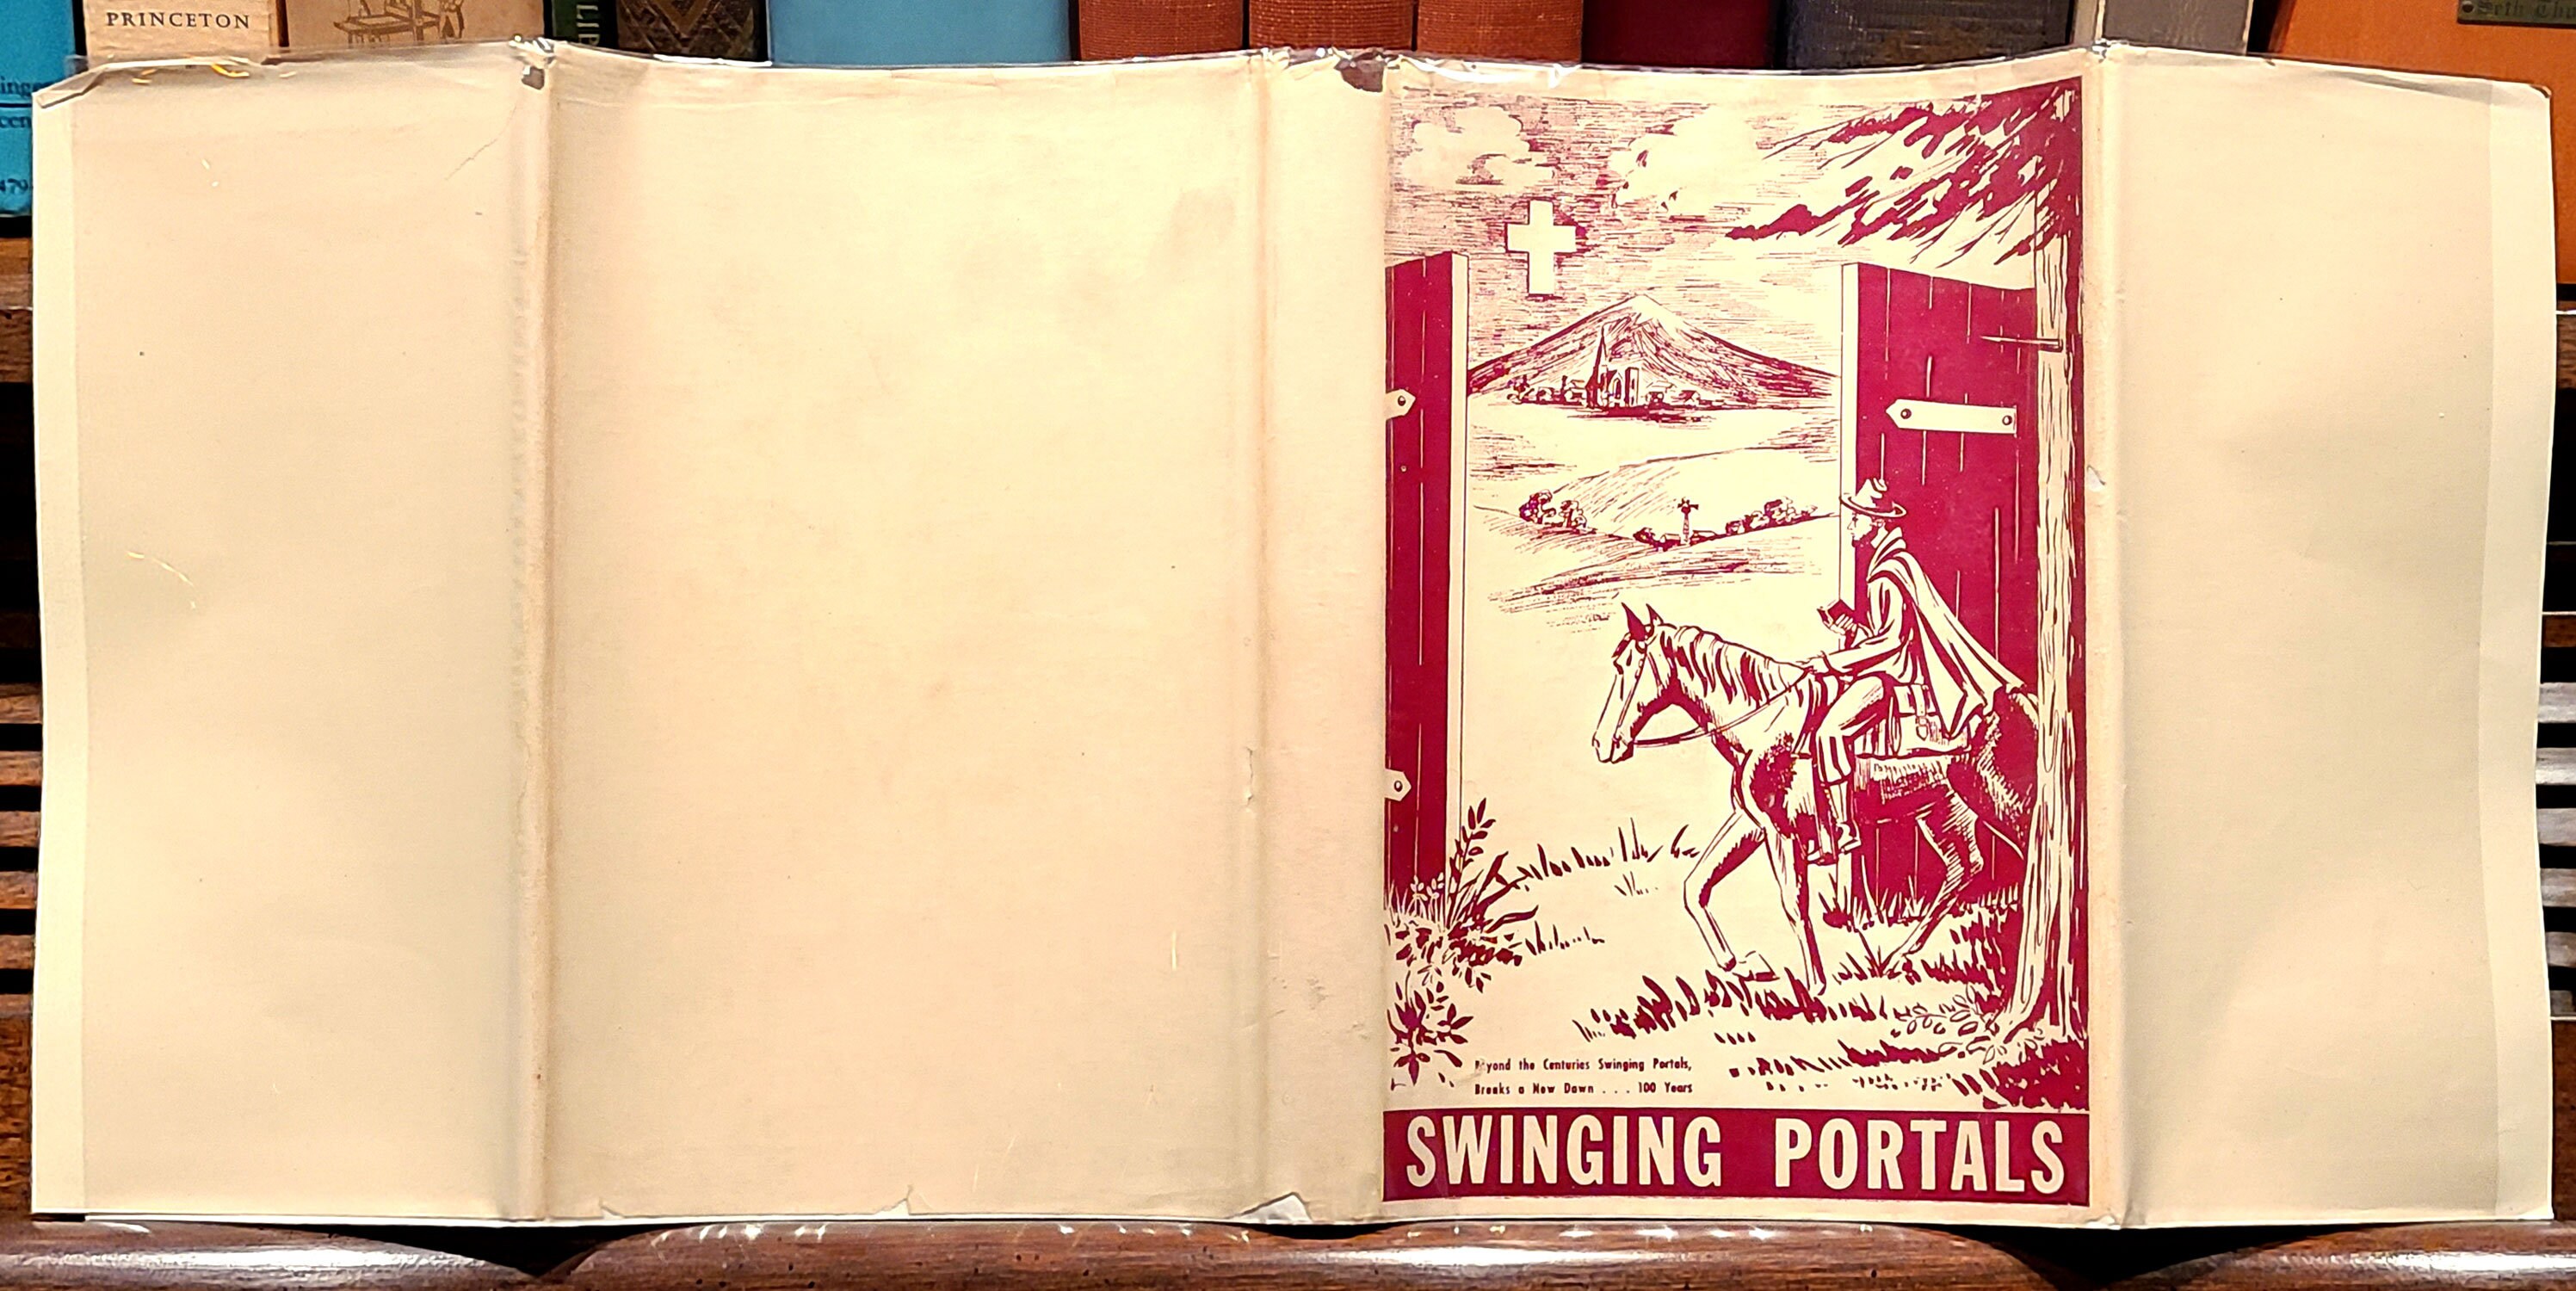 PRINCETON
Beyond the Centuries Swinging Portals,
Breaks a New Dawn . . . 100 Years
SWINGING PORTALS